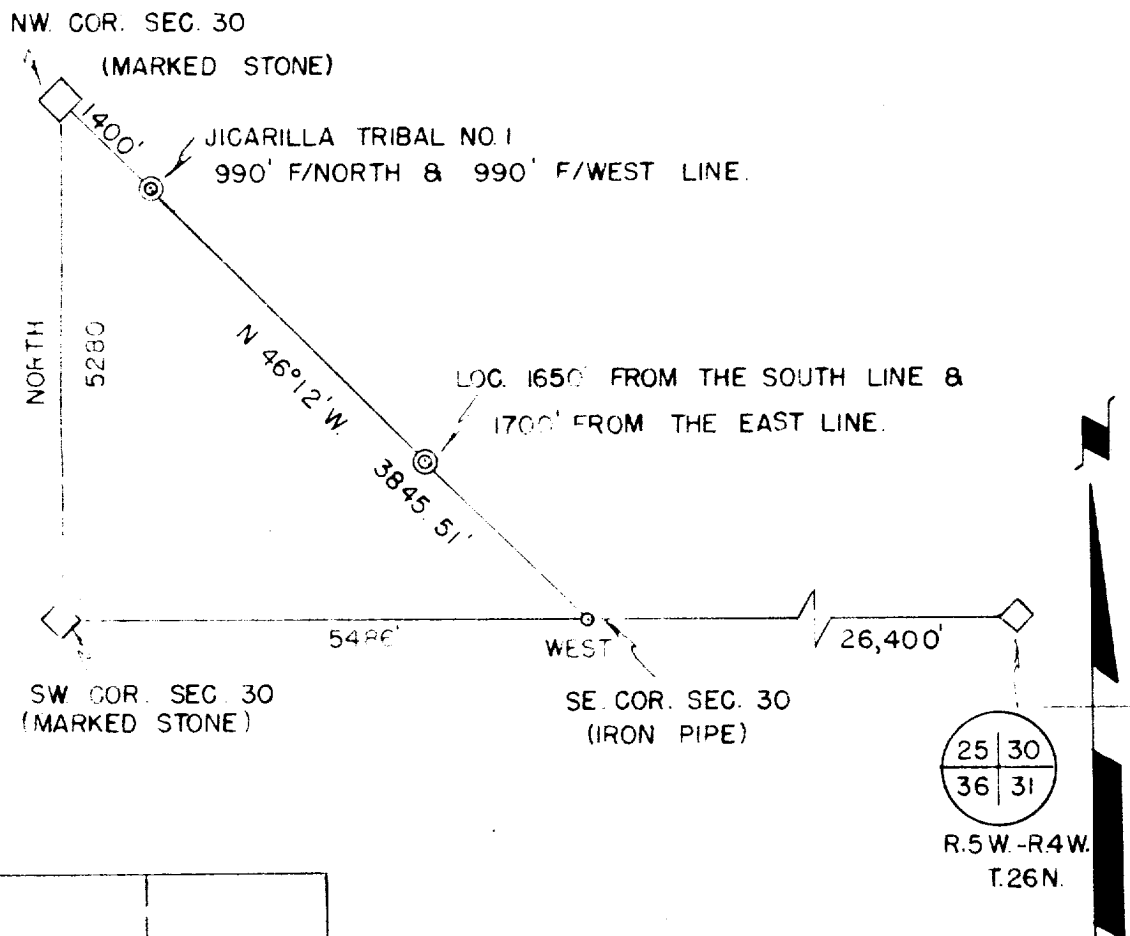 NW. COR. SEC. 30
(MARKED STONE)
1400'
JICARILLA TRIBAL NO. 1
990' F/NORTH & 990' F/WEST LINE.
NORTH
5280
N 46°12' W.
3845.51'
LOC. 1650' FROM THE SOUTH LINE &
1700' FROM THE EAST LINE.
5486'
WEST
26,400'
SW. COR. SEC. 30
(MARKED STONE)
SE. COR. SEC. 30
(IRON PIPE)
25 30
36 31
R.5 W.-R.4 W.
T.26 N.